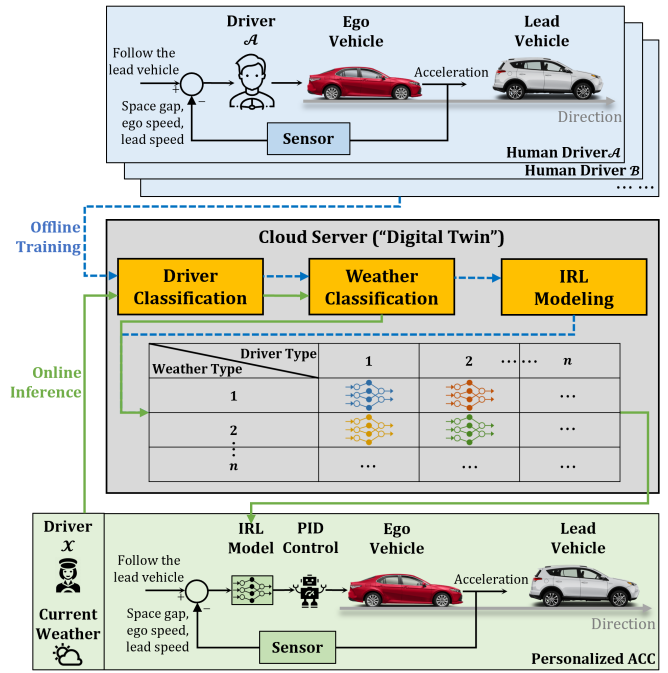 Driver
𝒜
Ego
Vehicle
Lead
Vehicle
Follow the
lead vehicle
+
−
Acceleration
Space gap,
ego speed,
lead speed
Direction
Sensor
Human Driver 𝒜
Human Driver ℬ
... ...
Offline
Training
Cloud Server ("Digital Twin")
Driver
Classification
Weather
Classification
IRL
Modeling
Online
Inference
Driver Type
Weather Type
1
2
... ...
n
1
...
2
...
⋮
n
...
...
...
Driver
𝒳
Current
Weather
IRL
Model
PID
Control
Ego
Vehicle
Lead
Vehicle
Follow the
lead vehicle
+
−
Acceleration
Space gap,
ego speed,
lead speed
Direction
Sensor
Personalized ACC